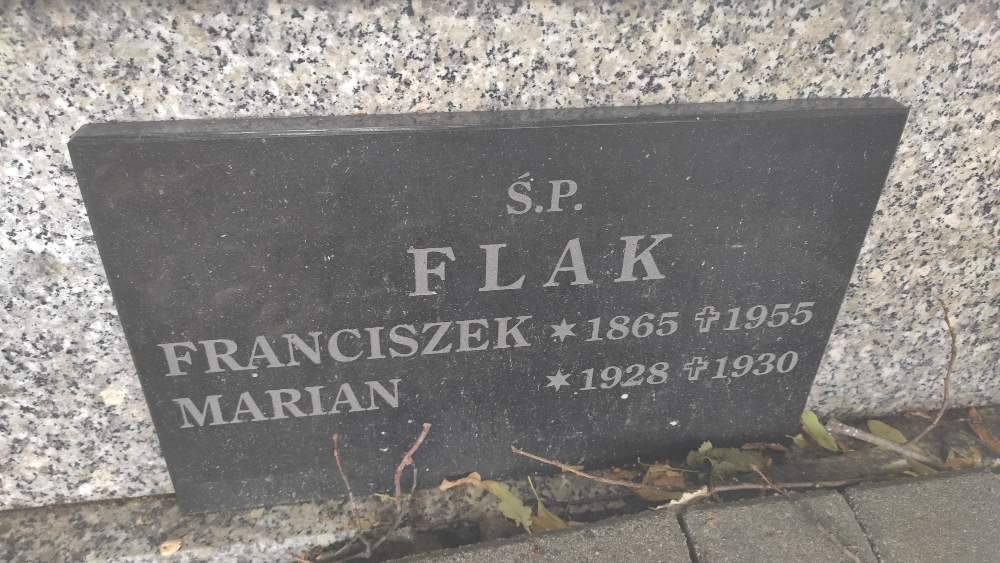 Ś.P.
FLAK
FRANCISZEK ✶ 1865 ✞ 1955
MARIAN ✶ 1928 ✞ 1930